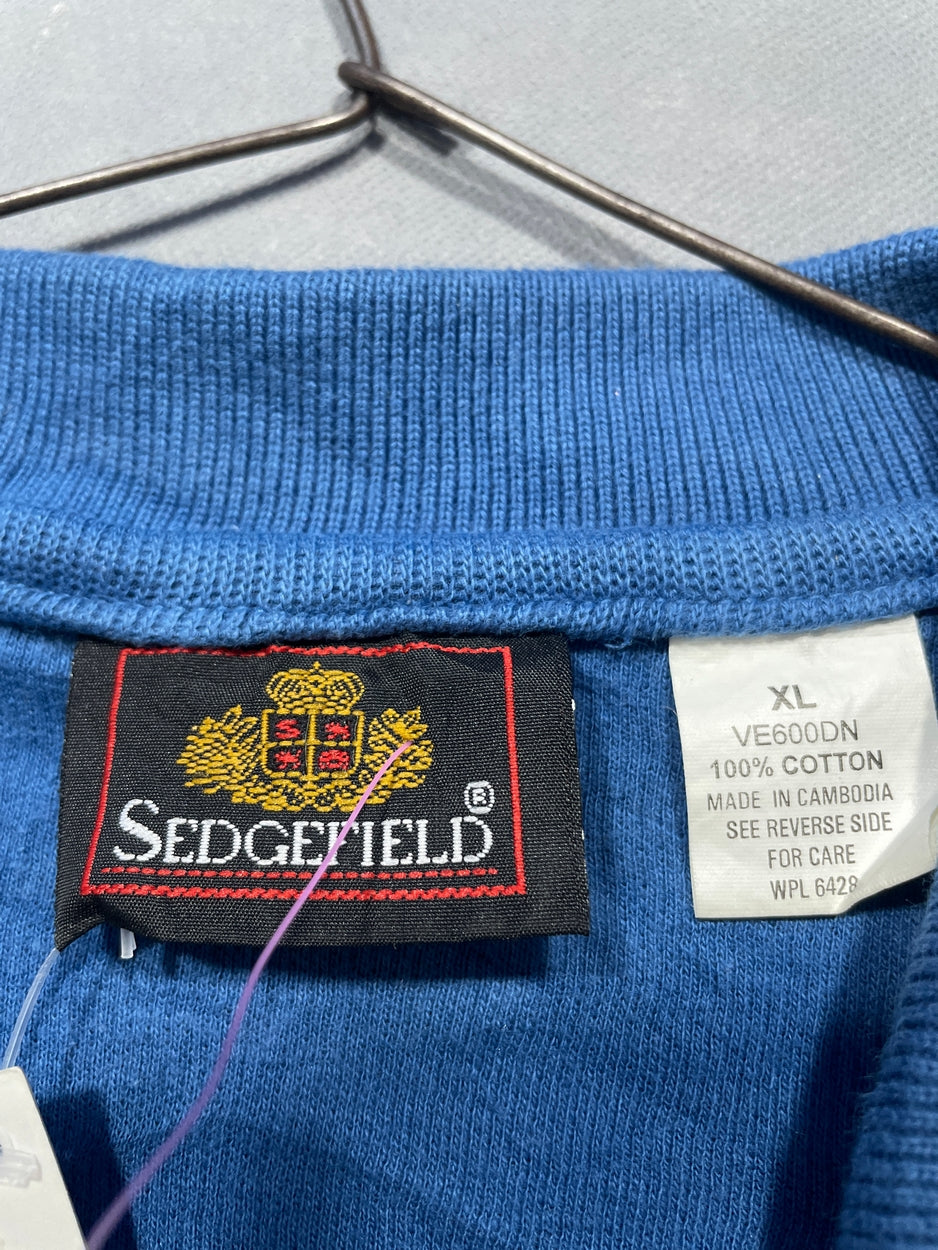 S
SEDGEFIELD®
XL
VE600DN
100% COTTON
MADE IN CAMBODIA
SEE REVERSE SIDE
FOR CARE
WPL 6428